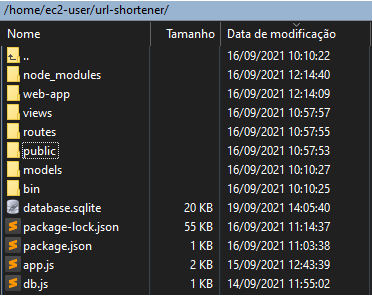 /home/ec2-user/url-shortener/
Nome Tamanho Data de modificação
.. 16/09/2021 10:10:22
node_modules 16/09/2021 12:14:40
web-app 16/09/2021 12:14:09
views 16/09/2021 10:57:57
routes 16/09/2021 10:57:55
public 16/09/2021 10:57:53
models 16/09/2021 10:10:27
bin 16/09/2021 10:10:25
database.sqlite 20 KB 19/09/2021 14:05:40
package-lock.json 55 KB 16/09/2021 11:14:37
package.json 1 KB 16/09/2021 11:03:38
app.js 2 KB 15/09/2021 12:43:39
db.js 1 KB 14/09/2021 11:55:02